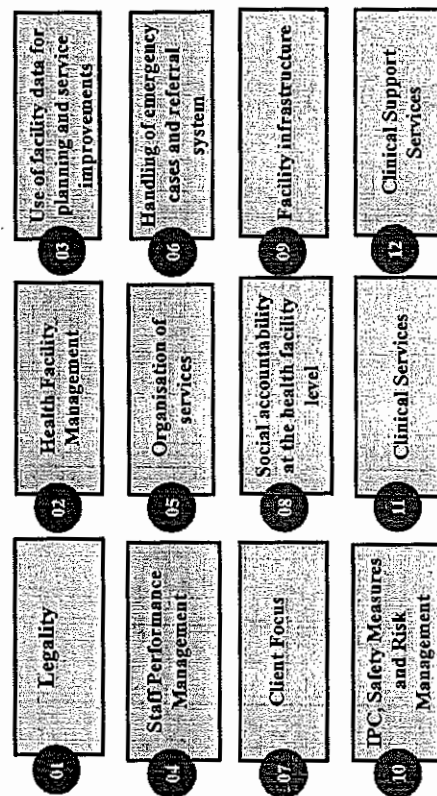 01
Legality
02
Health Facility
Management
03
Use of facility data for
planning and service
improvements
04
Staff Performance
Management
05
Organisation of
services
06
Handling of emergency
cases and referral
system
07
Client Focus
08
Social accountability
at the health facility
level
09
Facility infrastructure
10
IPC, Safety Measures
and Risk
Management
11
Clinical Services
12
Clinical Support
Services